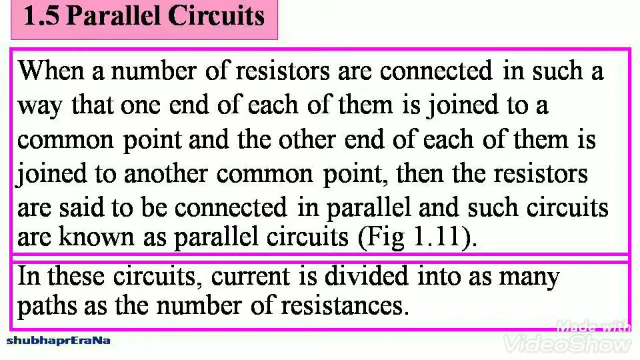 1.5 Parallel Circuits
When a number of resistors are connected in such a
way that one end of each of them is joined to a
common point and the other end of each of them is
joined to another common point, then the resistors
are said to be connected in parallel and such circuits
are known as parallel circuits (Fig 1.11).
In these circuits, current is divided into as many
paths as the number of resistances.
Made with
shubhaprEraNa
VideoShow